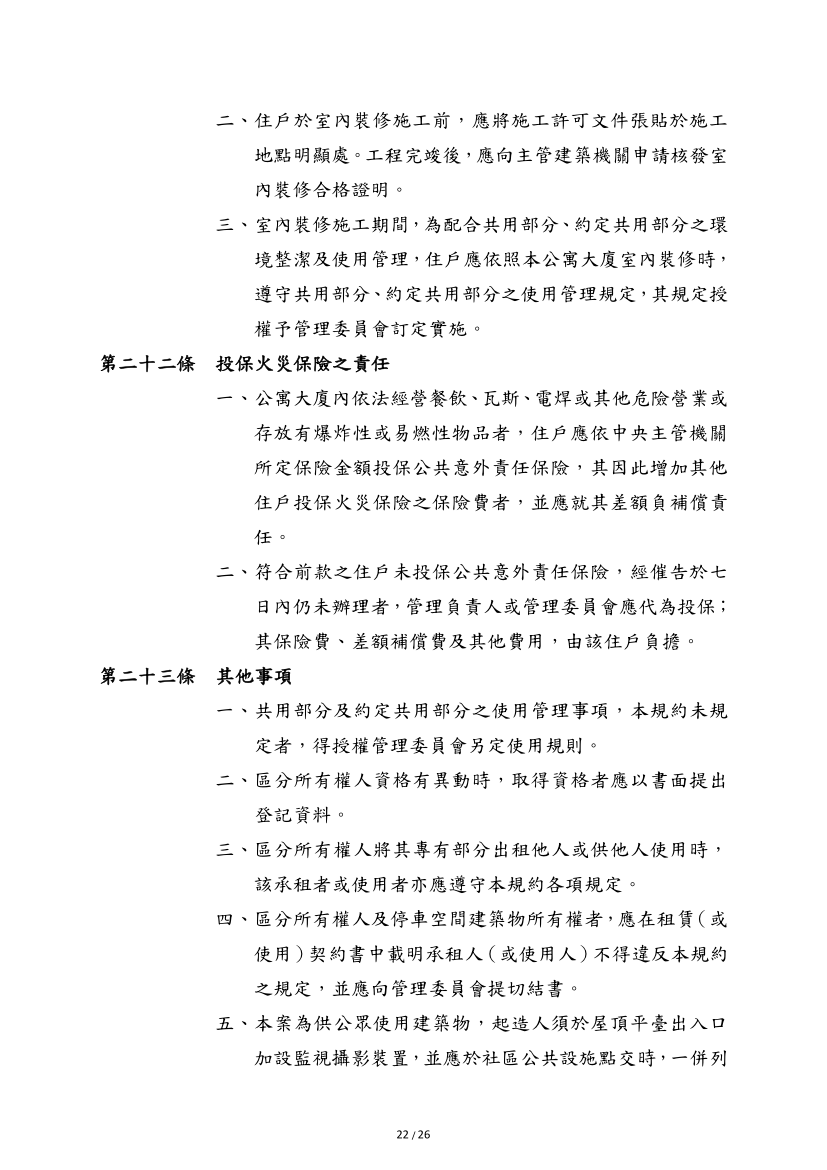 二、住戶於室內裝修施工前，應將施工許可文件張貼於施工
地點明顯處。工程完竣後，應向主管建築機關申請核發室
內裝修合格證明。
三、室內裝修施工期間，為配合共用部分、約定共用部分之環
境整潔及使用管理，住戶應依照本公寓大廈室內裝修時，
遵守共用部分、約定共用部分之使用管理規定，其規定授
權予管理委員會訂定實施。
第二十二條　投保火災保險之責任
一、公寓大廈內依法經營餐飲、瓦斯、電焊或其他危險營業或
存放有爆炸性或易燃性物品者，住戶應依中央主管機關
所定保險金額投保公共意外責任保險，其因此增加其他
住戶投保火災保險之保險費者，並應就其差額負補償責
任。
二、符合前款之住戶未投保公共意外責任保險，經催告於七
日內仍未辦理者，管理負責人或管理委員會應代為投保；
其保險費、差額補償費及其他費用，由該住戶負擔。
第二十三條　其他事項
一、共用部分及約定共用部分之使用管理事項，本規約未規
定者，得授權管理委員會另定使用規則。
二、區分所有權人資格有異動時，取得資格者應以書面提出
登記資料。
三、區分所有權人將其專有部分出租他人或供他人使用時，
該承租者或使用者亦應遵守本規約各項規定。
四、區分所有權人及停車空間建築物所有權者，應在租賃（或
使用）契約書中載明承租人（或使用人）不得違反本規約
之規定，並應向管理委員會提切結書。
五、本案為供公眾使用建築物，起造人須於屋頂平臺出入口
加設監視攝影裝置，並應於社區公共設施點交時，一併列
22 / 26